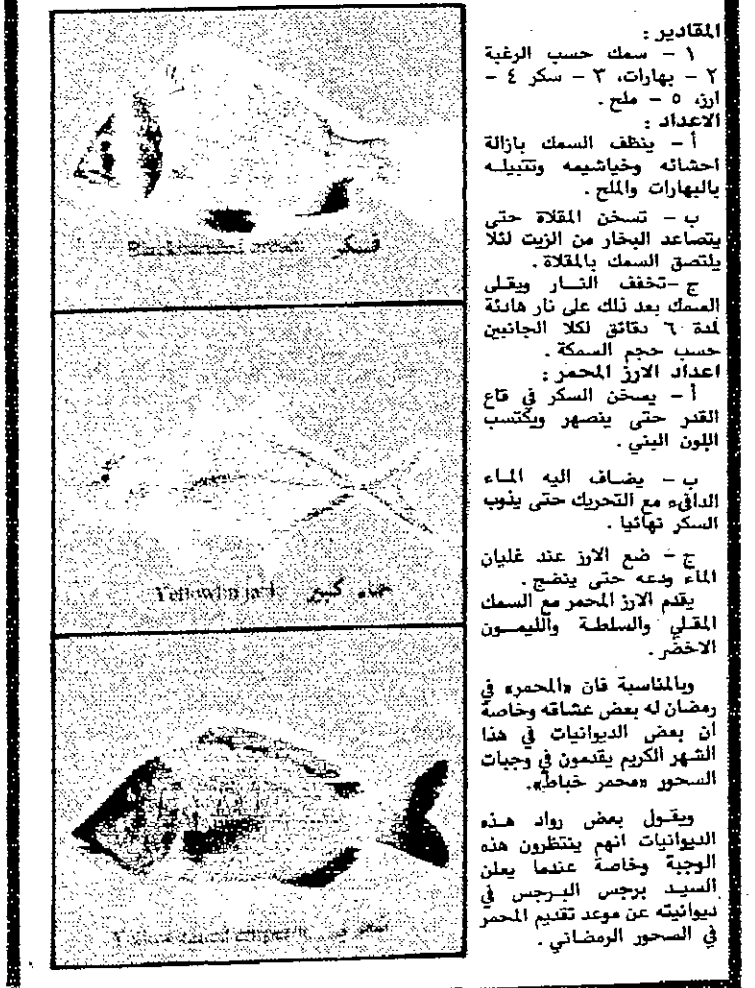 المقادير :
١ - سمك حسب الرغبة
٢ - بهارات، ٣ - سكر ٤ -
ارز، ٥ - ملح .
الاعداد :
أ - ينظف السمك بازالة
احشائه وخياشيمه وتتبيله
بالبهارات والملح .
ب - تسخن المقلاة حتى
يتصاعد البخار من الزيت لئلا
يلتصق السمك بالمقلاة .
ج - تخفف النار ويقلى
السمك بعد ذلك على نار هادئة
لمدة ٦ دقائق لكلا الجانبين
حسب حجم السمكة .
اعداد الارز المحمر :
أ - يسخن السكر في قاع
القدر حتى ينصهر ويكتسب
اللون البني .
ب - يضاف اليه الماء
الدافىء مع التحريك حتى يذوب
السكر نهائيا .
ج - ضع الارز عند غليان
الماء ودعه حتى ينضج .
يقدم الارز المحمر مع السمك
المقلي والسلطة والليمون
الاخضر .
وبالمناسبة فان «المحمر» في
رمضان له بعض عشاقه وخاصة
أن بعض الديوانيات في هذا
الشهر الكريم يقدمون في وجبات
السحور «محمر خباط».
ويقول بعض رواد هذه
الديوانيات انهم ينتظرون هذه
الوجبة وخاصة عندما يعلن
السيد برجس البرجس في
ديوانيته عن موعد تقديم المحمر
في السحور الرمضاني .
فسكر
كبير